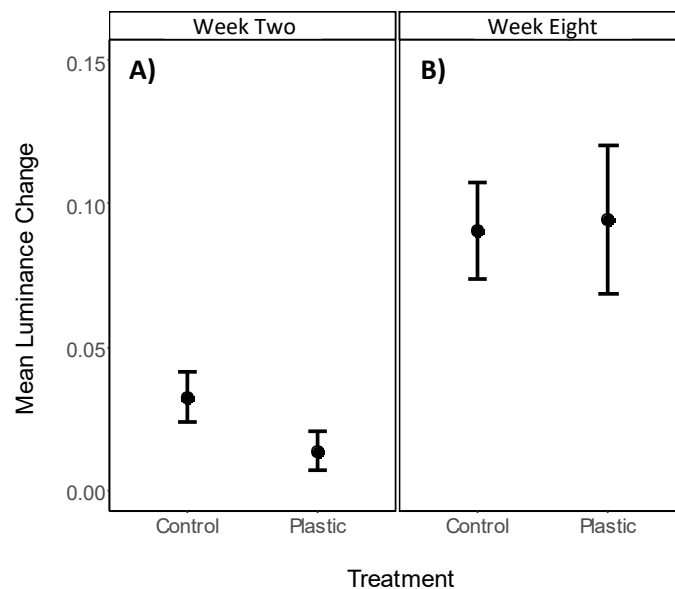 Week Two
Week Eight
A)
B)
Mean Luminance Change
0.15
0.10
0.05
0.00
Control
Plastic
Control
Plastic
Treatment